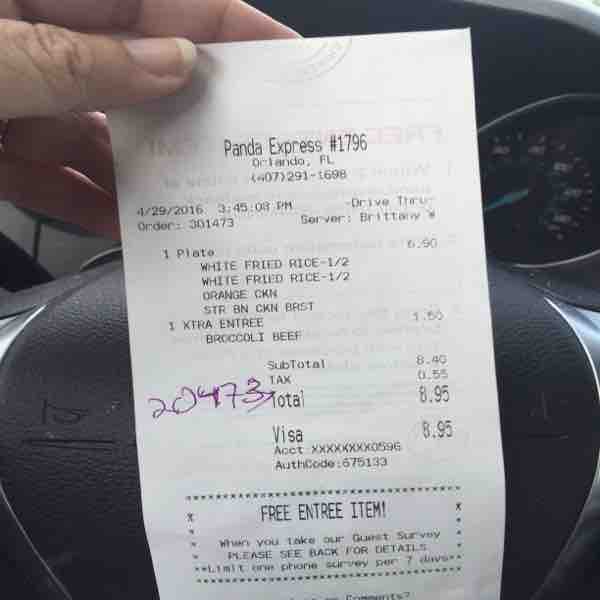 Panda Express #1796
Orlando, FL
(407)291-1698
4/29/2016 3:45:08 PM -Drive Thru-
Order: 301473 Server: Brittany W
1 Plate 6.90
WHITE FRIED RICE-1/2
WHITE FRIED RICE-1/2
ORANGE CKN
STR BN CKN BRST
1 XTRA ENTREE 1.50
BROCCOLI BEEF
SubTotal 8.40
TAX 0.55
20473 Total 8.95
Visa 8.95
Acct XXXXXXXX0596
AuthCode:675133
FREE ENTREE ITEM!
When you take our Guest Survey
PLEASE SEE BACK FOR DETAILS
**Limit one phone survey per 7 days**
Comments?